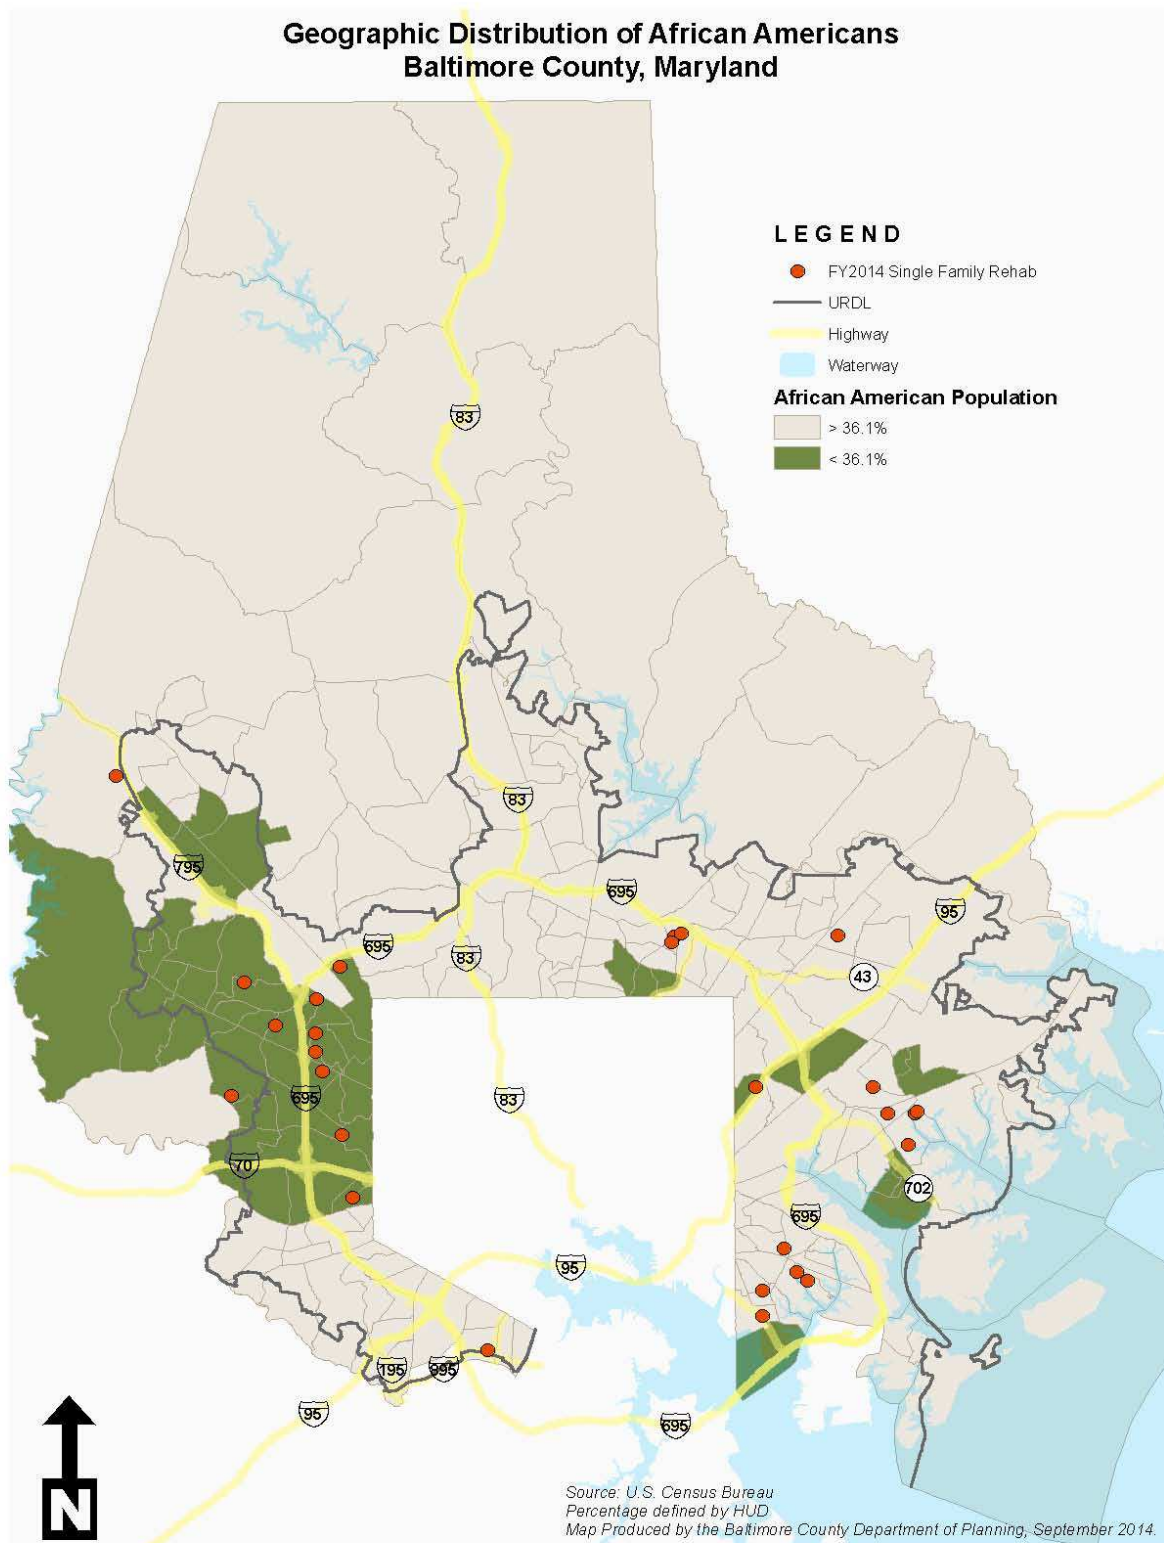 Geographic Distribution of African Americans
Baltimore County, Maryland
LEGEND
FY2014 Single Family Rehab
URDL
Highway
Waterway
African American Population
> 36.1%
< 36.1%
83
83
795
695
695
95
83
43
695
83
70
702
695
95
195
895
95
695
N
Source: U.S. Census Bureau
Percentage defined by HUD
Map Produced by the Baltimore County Department of Planning, September 2014.